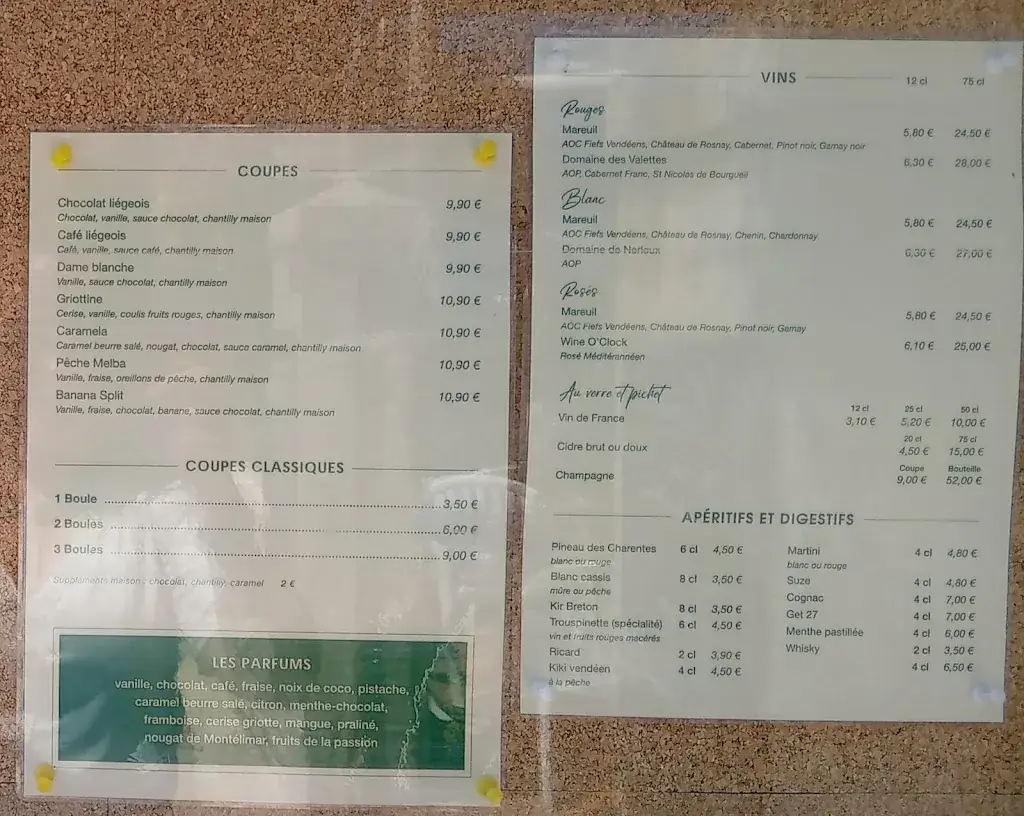 COUPES
Chocolat liégeois 9,90 €
Chocolat, vanille, sauce chocolat, chantilly maison
Café liégeois 9,90 €
Café, vanille, sauce café, chantilly maison
Dame blanche 9,90 €
Vanille, sauce chocolat, chantilly maison
Griottine 10,90 €
Cerise, vanille, coulis fruits rouges, chantilly maison
Caramela 10,90 €
Caramel beurre salé, nougat, chocolat, sauce caramel, chantilly maison
Pêche Melba 10,90 €
Vanille, fraise, oreillons de pêche, chantilly maison
Banana Split 10,90 €
Vanille, fraise, chocolat, banane, sauce chocolat, chantilly maison
COUPES CLASSIQUES
1 Boule 3,50 €
2 Boules 6,00 €
3 Boules 9,00 €
Suppléments maison : chocolat, chantilly, caramel 2 €
LES PARFUMS
vanille, chocolat, café, fraise, noix de coco, pistache,
caramel beurre salé, citron, menthe-chocolat,
framboise, cerise griotte, mangue, praliné,
nougat de Montélimar, fruits de la passion
VINS 12 cl 75 cl
Rouges
Mareuil 5,80 € 24,50 €
AOC Fiefs Vendéens, Château de Rosnay, Cabernet, Pinot noir, Gamay noir
Domaine des Valettes 6,30 € 28,00 €
AOP, Cabernet Franc, St Nicolas de Bourgueil
Blanc
Mareuil 5,80 € 24,50 €
AOC Fiefs Vendéens, Château de Rosnay, Chenin, Chardonnay
Domaine de 6,30 € 27,00 €
AOP
Rosés
Mareuil 5,80 € 24,50 €
AOC Fiefs Vendéens, Château de Rosnay, Pinot noir, Gamay
Wine O'Clock 6,10 € 25,00 €
Rosé Méditérannéen
Au verre et pichet
12 cl 25 cl 50 cl
Vin de France 3,10 € 5,20 € 10,00 €
20 cl 75 cl
Cidre brut ou doux 4,50 € 15,00 €
Coupe Bouteille
Champagne 9,00 € 52,00 €
APÉRITIFS ET DIGESTIFS
Pineau des Charentes 6 cl 4,50 €
blanc ou rouge
Blanc cassis 8 cl 3,50 €
mûre ou pêche
Kir Breton 8 cl 3,50 €
Trouspinette (spécialité) 6 cl 4,50 €
vin et fruits rouges macérés
Ricard 2 cl 3,90 €
Kiki vendéen 4 cl 4,50 €
à la pêche
Martini 4 cl 4,80 €
blanc ou rouge
Suze 4 cl 4,80 €
Cognac 4 cl 7,00 €
Get 27 4 cl 7,00 €
Menthe pastillée 4 cl 6,00 €
Whisky 2 cl 3,50 €
4 cl 6,50 €